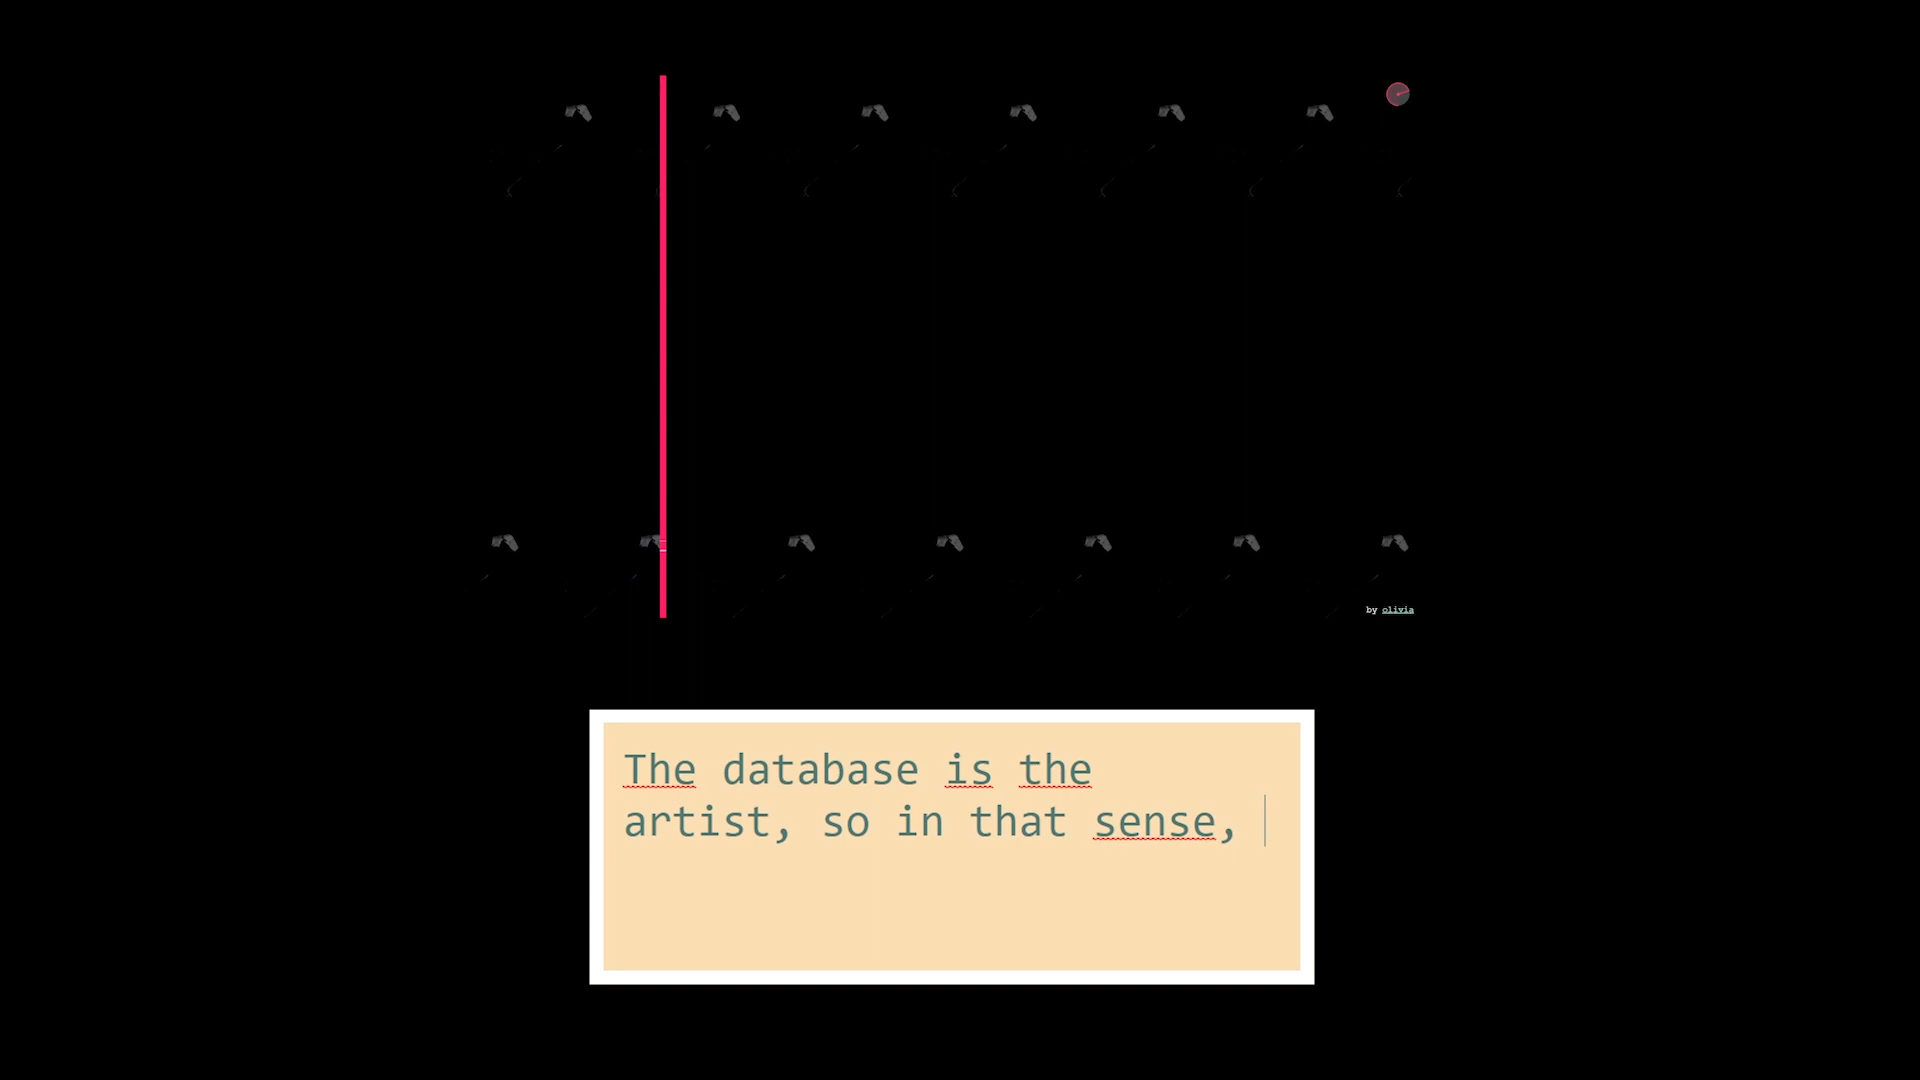 by olivia
The database is the
artist, so in that sense,